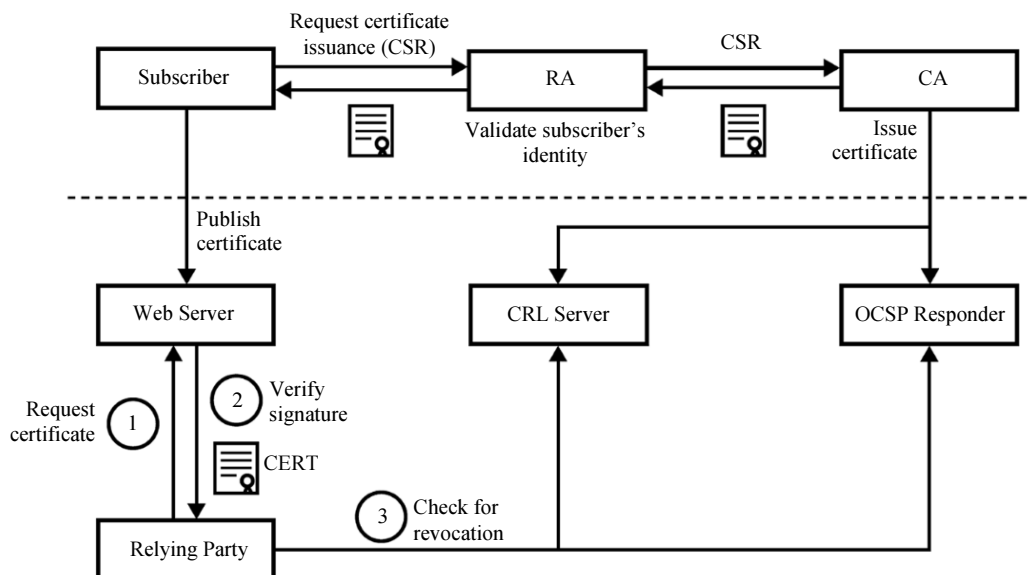 Request certificate
issuance (CSR)
CSR
Subscriber
RA
CA
Validate subscriber’s
identity
Issue
certificate
Publish
certificate
Web Server
CRL Server
OCSP Responder
Request
certificate
1
2
Verify
signature
CERT
3
Check for
revocation
Relying Party